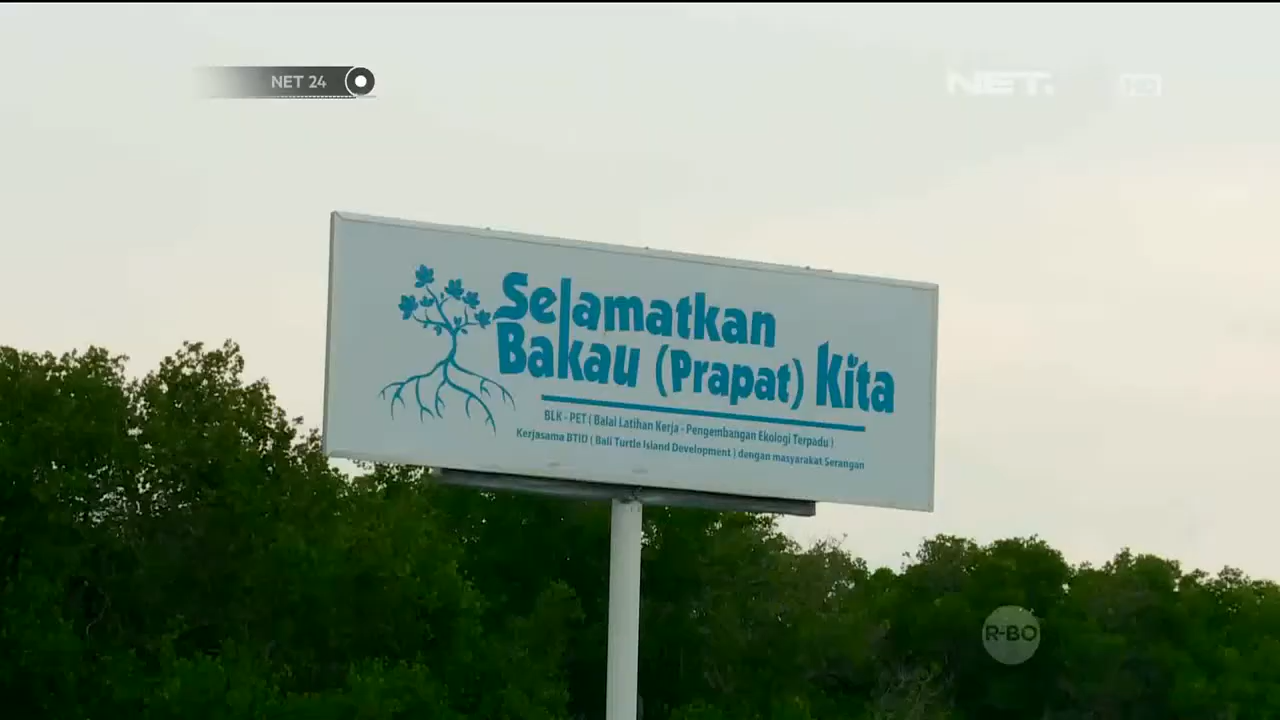 NET 24
NET. HD
Selamatkan
Bakau (Prapat) Kita
BLK - PET ( Balai Latihan Kerja - Pengembangan Ekologi Terpadu )
Kerjasama BTID ( Bali Turtle Island Development ) dengan masyarakat Serangan
R-BO